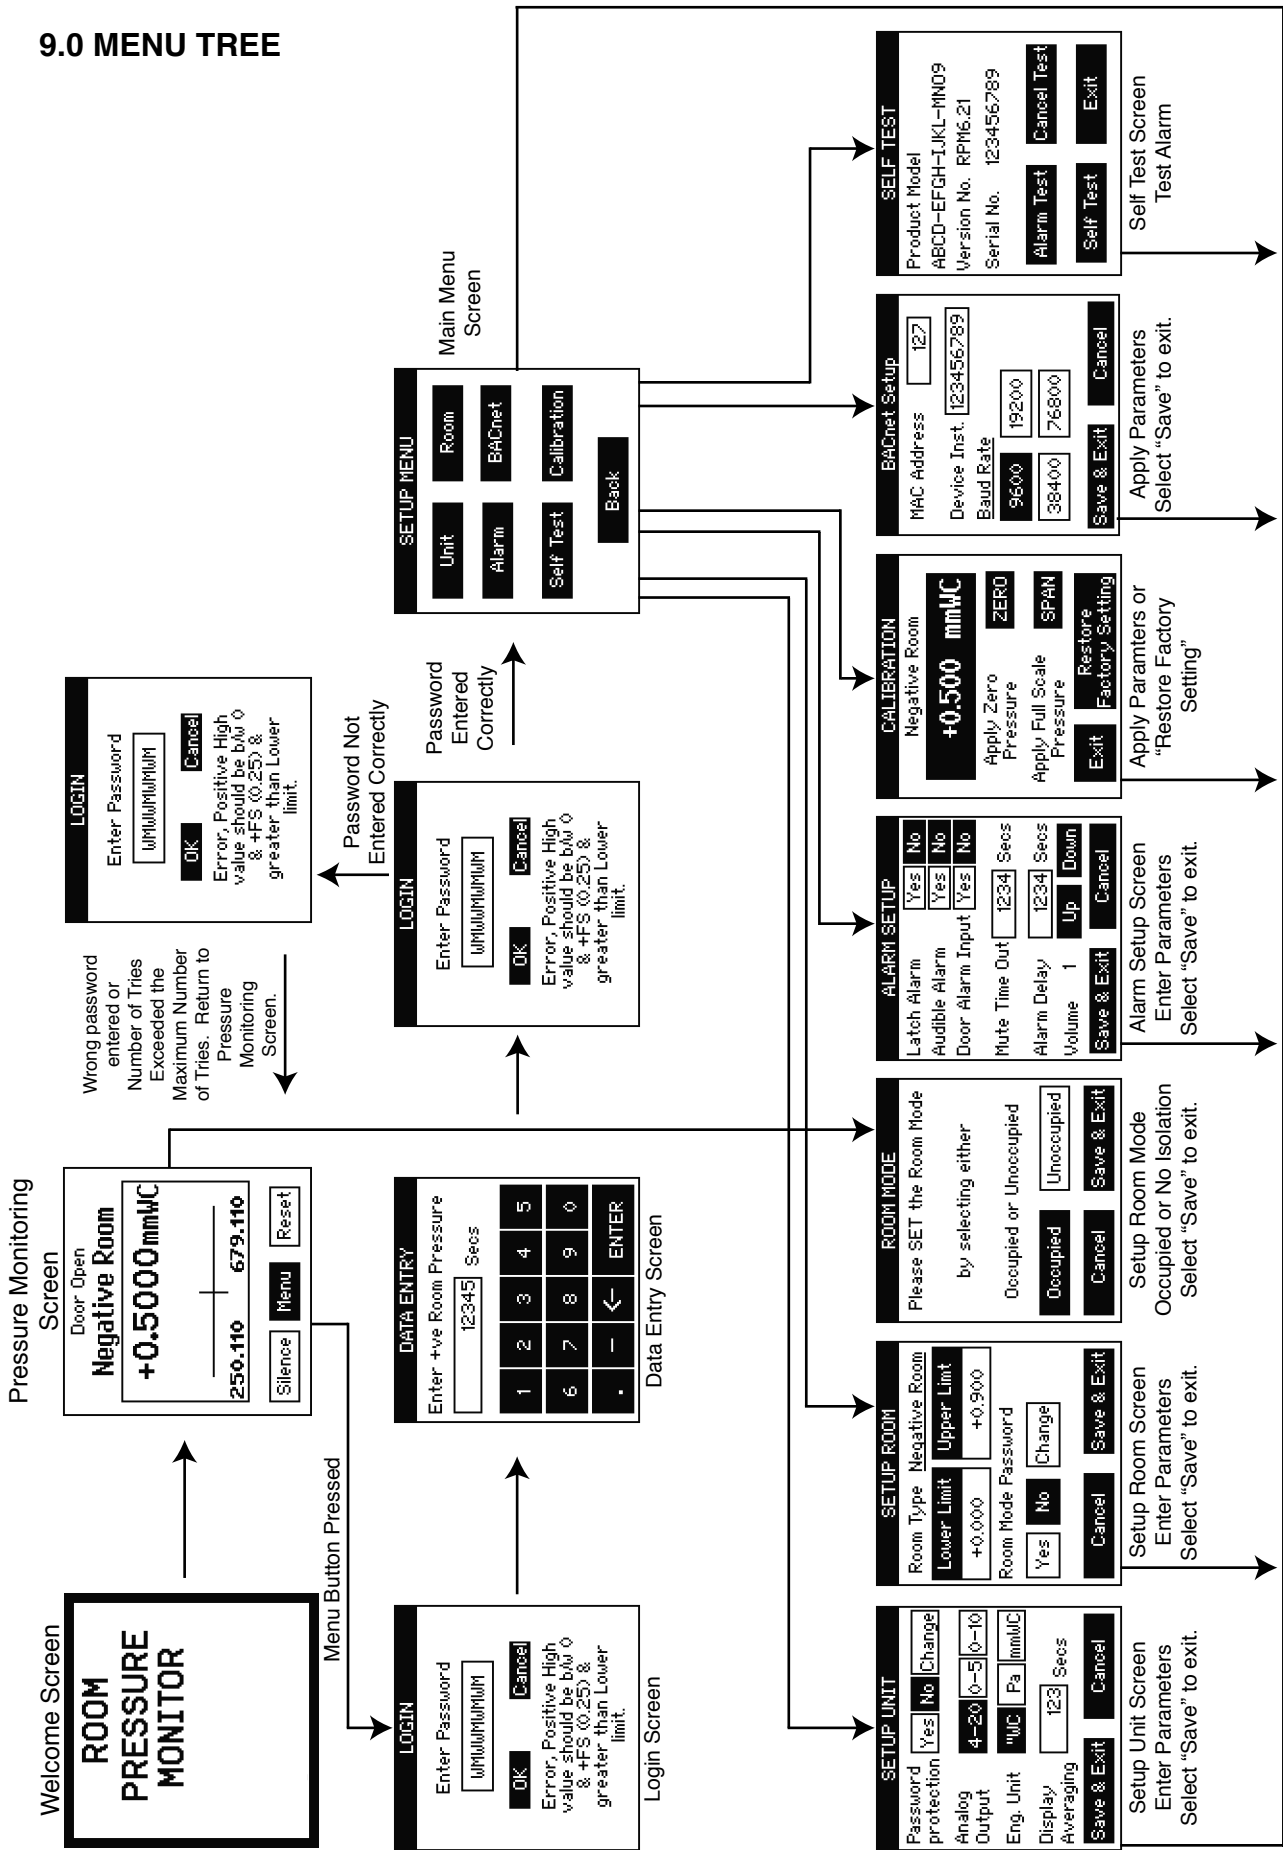 9.0 MENU TREE
Welcome Screen
ROOM
PRESSURE
MONITOR
Pressure Monitoring
Screen
Door Open
Negative Room
+0.5000mmWC
250.110 679.110
Silence Menu Reset
Menu Button Pressed
Wrong password
entered or
Number of Tries
Exceeded the
Maximum Number
of Tries. Return to
Pressure
Monitoring
Screen.
LOGIN
Enter Password
WMWWMWMWM
OK Cancel
Error, Positive High
value should be b/w 0
& +FS (0.25) &
greater than Lower
limit.
Password Not
Entered Correctly
LOGIN
Enter Password
WMWWMWMWM
OK Cancel
Error, Positive High
value should be b/w 0
& +FS (0.25) &
greater than Lower
limit.
Login Screen
DATA ENTRY
Enter +ve Room Pressure
12345 Secs
1 2 3 4 5
6 7 8 9 0
. - <- ENTER
Data Entry Screen
LOGIN
Enter Password
WMWWMWMWM
OK Cancel
Error, Positive High
value should be b/w 0
& +FS (0.25) &
greater than Lower
limit.
Password
Entered
Correctly
SETUP MENU
Unit Room
Alarm BACnet
Self Test Calibration
Back
Main Menu
Screen
SETUP UNIT
Password
protection Yes No Change
Analog
Output 4-20 0-5 0-10
Eng. Unit "WC Pa mmWC
Display
Averaging 123 Secs
Save & Exit Cancel
Setup Unit Screen
Enter Parameters
Select “Save” to exit.
SETUP ROOM
Room Type Negative Room
Lower Limit Upper Limt
+0.000 +0.900
Room Mode Password
Yes No Change
Cancel Save & Exit
Setup Room Screen
Enter Parameters
Select “Save” to exit.
ROOM MODE
Please SET the Room Mode
by selecting either
Occupied or Unoccupied
Occupied Unoccupied
Cancel Save & Exit
Setup Room Mode
Occupied or No Isolation
Select “Save” to exit.
ALARM SETUP
Latch Alarm Yes No
Audible Alarm Yes No
Door Alarm Input Yes No
Mute Time Out 1234 Secs
Alarm Delay 1234 Secs
Volume 1 Up Down
Save & Exit Cancel
Alarm Setup Screen
Enter Parameters
Select “Save” to exit.
CALIBRATION
Negative Room
+0.500 mmWC
Apply Zero
Pressure ZERO
Apply Full Scale
Pressure SPAN
Exit Restore
Factory Setting
Apply Paramters or
“Restore Factory
Setting”
BACnet Setup
MAC Address 127
Device Inst. 123456789
Baud Rate
9600 19200
38400 76800
Save & Exit Cancel
Apply Parameters
Select “Save” to exit.
SELF TEST
Product Model
ABCD-EFGH-IJKL-MNO9
Version No. RPM6.21
Serial No. 123456789
Alarm Test Cancel Test
Self Test Exit
Self Test Screen
Test Alarm